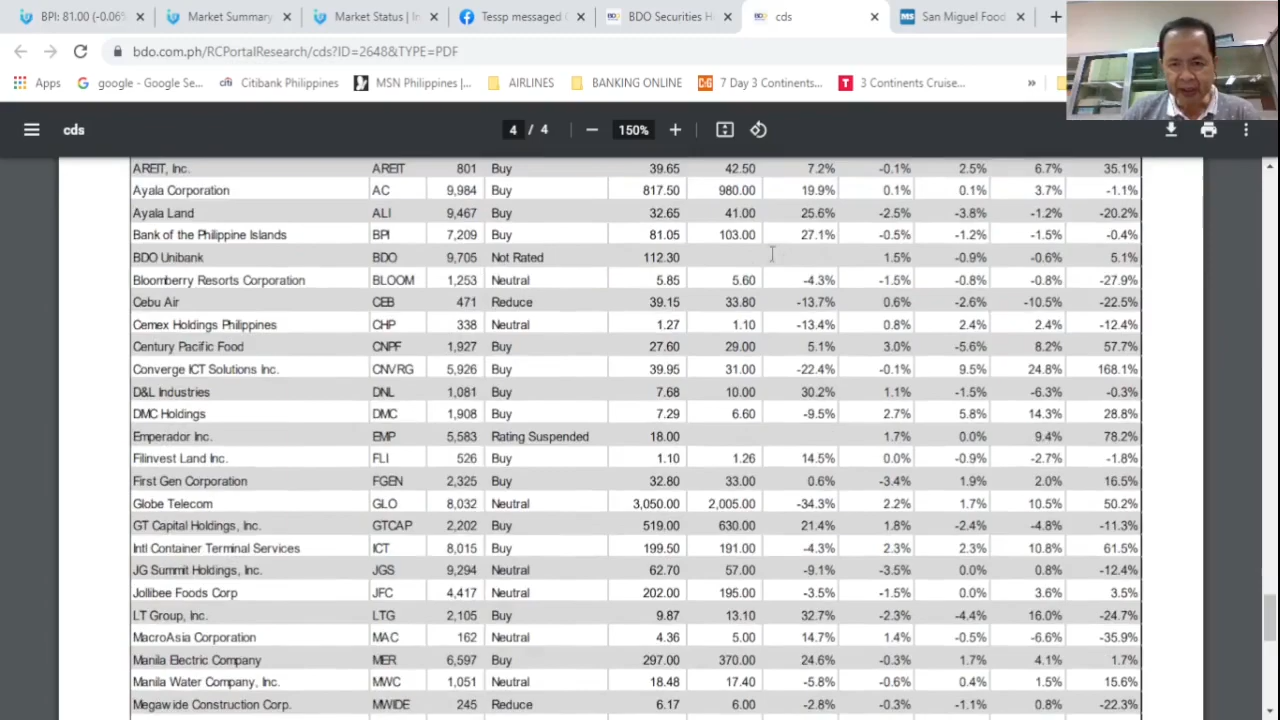 BPI: 81.00 (-0.065 Market Summary Market Status | In Tessp messaged BDO Securities H cds San Miguel Food
bdo.com.ph/RCPortalResearch/cds?ID=2648&TYPE=PDF
Apps google - Google Se... Citibank Philippines MSN Philippines |... AIRLINES BANKING ONLINE 7 Day 3 Continents... 3 Continents Cruise... »
cds 4 / 4 150%
AREIT, Inc. AREIT 801 Buy 39.65 42.50 7.2% -0.1% 2.5% 6.7% 35.1%
Ayala Corporation AC 9,984 Buy 817.50 980.00 19.9% 0.1% 0.1% 3.7% -1.1%
Ayala Land ALI 9,467 Buy 32.65 41.00 25.6% -2.5% -3.8% -1.2% -20.2%
Bank of the Philippine Islands BPI 7,209 Buy 81.05 103.00 27.1% -0.5% -1.2% -1.5% -0.4%
BDO Unibank BDO 9,705 Not Rated 112.30 1.5% -0.9% -0.6% 5.1%
Bloomberry Resorts Corporation BLOOM 1,253 Neutral 5.85 5.60 -4.3% -1.5% -0.8% -0.8% -27.9%
Cebu Air CEB 471 Reduce 39.15 33.80 -13.7% 0.6% -2.6% -10.5% -22.5%
Cemex Holdings Philippines CHP 338 Neutral 1.27 1.10 -13.4% 0.8% 2.4% 2.4% -12.4%
Century Pacific Food CNPF 1,927 Buy 27.60 29.00 5.1% 3.0% -5.6% 8.2% 57.7%
Converge ICT Solutions Inc. CNVRG 5,926 Buy 39.95 31.00 -22.4% -0.1% 9.5% 24.8% 168.1%
D&L Industries DNL 1,081 Buy 7.68 10.00 30.2% 1.1% -1.5% -6.3% -0.3%
DMC Holdings DMC 1,908 Buy 7.29 6.60 -9.5% 2.7% 5.8% 14.3% 28.8%
Emperador Inc. EMP 5,583 Rating Suspended 18.00 1.7% 0.0% 9.4% 78.2%
Filinvest Land Inc. FLI 526 Buy 1.10 1.26 14.5% 0.0% -0.9% -2.7% -1.8%
First Gen Corporation FGEN 2,325 Buy 32.80 33.00 0.6% -3.4% 1.9% 2.0% 16.5%
Globe Telecom GLO 8,032 Neutral 3,050.00 2,005.00 -34.3% 2.2% 1.7% 10.5% 50.2%
GT Capital Holdings, Inc. GTCAP 2,202 Buy 519.00 630.00 21.4% 1.8% -2.4% -4.8% -11.3%
Intl Container Terminal Services ICT 8,015 Buy 199.50 191.00 -4.3% 2.3% 2.3% 10.8% 61.5%
JG Summit Holdings, Inc. JGS 9,294 Neutral 62.70 57.00 -9.1% -3.5% 0.0% 0.8% -12.4%
Jollibee Foods Corp JFC 4,417 Neutral 202.00 195.00 -3.5% -1.5% 0.0% 3.6% 3.5%
LT Group, Inc. LTG 2,105 Buy 9.87 13.10 32.7% -2.3% -4.4% 16.0% -24.7%
MacroAsia Corporation MAC 162 Neutral 4.36 5.00 14.7% 1.4% -0.5% -6.6% -35.9%
Manila Electric Company MER 6,597 Buy 297.00 370.00 24.6% -0.3% 1.7% 4.1% 1.7%
Manila Water Company, Inc. MWC 1,051 Neutral 18.48 17.40 -5.8% -0.6% 0.4% 1.5% 15.6%
Megawide Construction Corp. MWIDE 245 Reduce 6.17 6.00 -2.8% -0.3% -1.1% 0.8% -22.3%